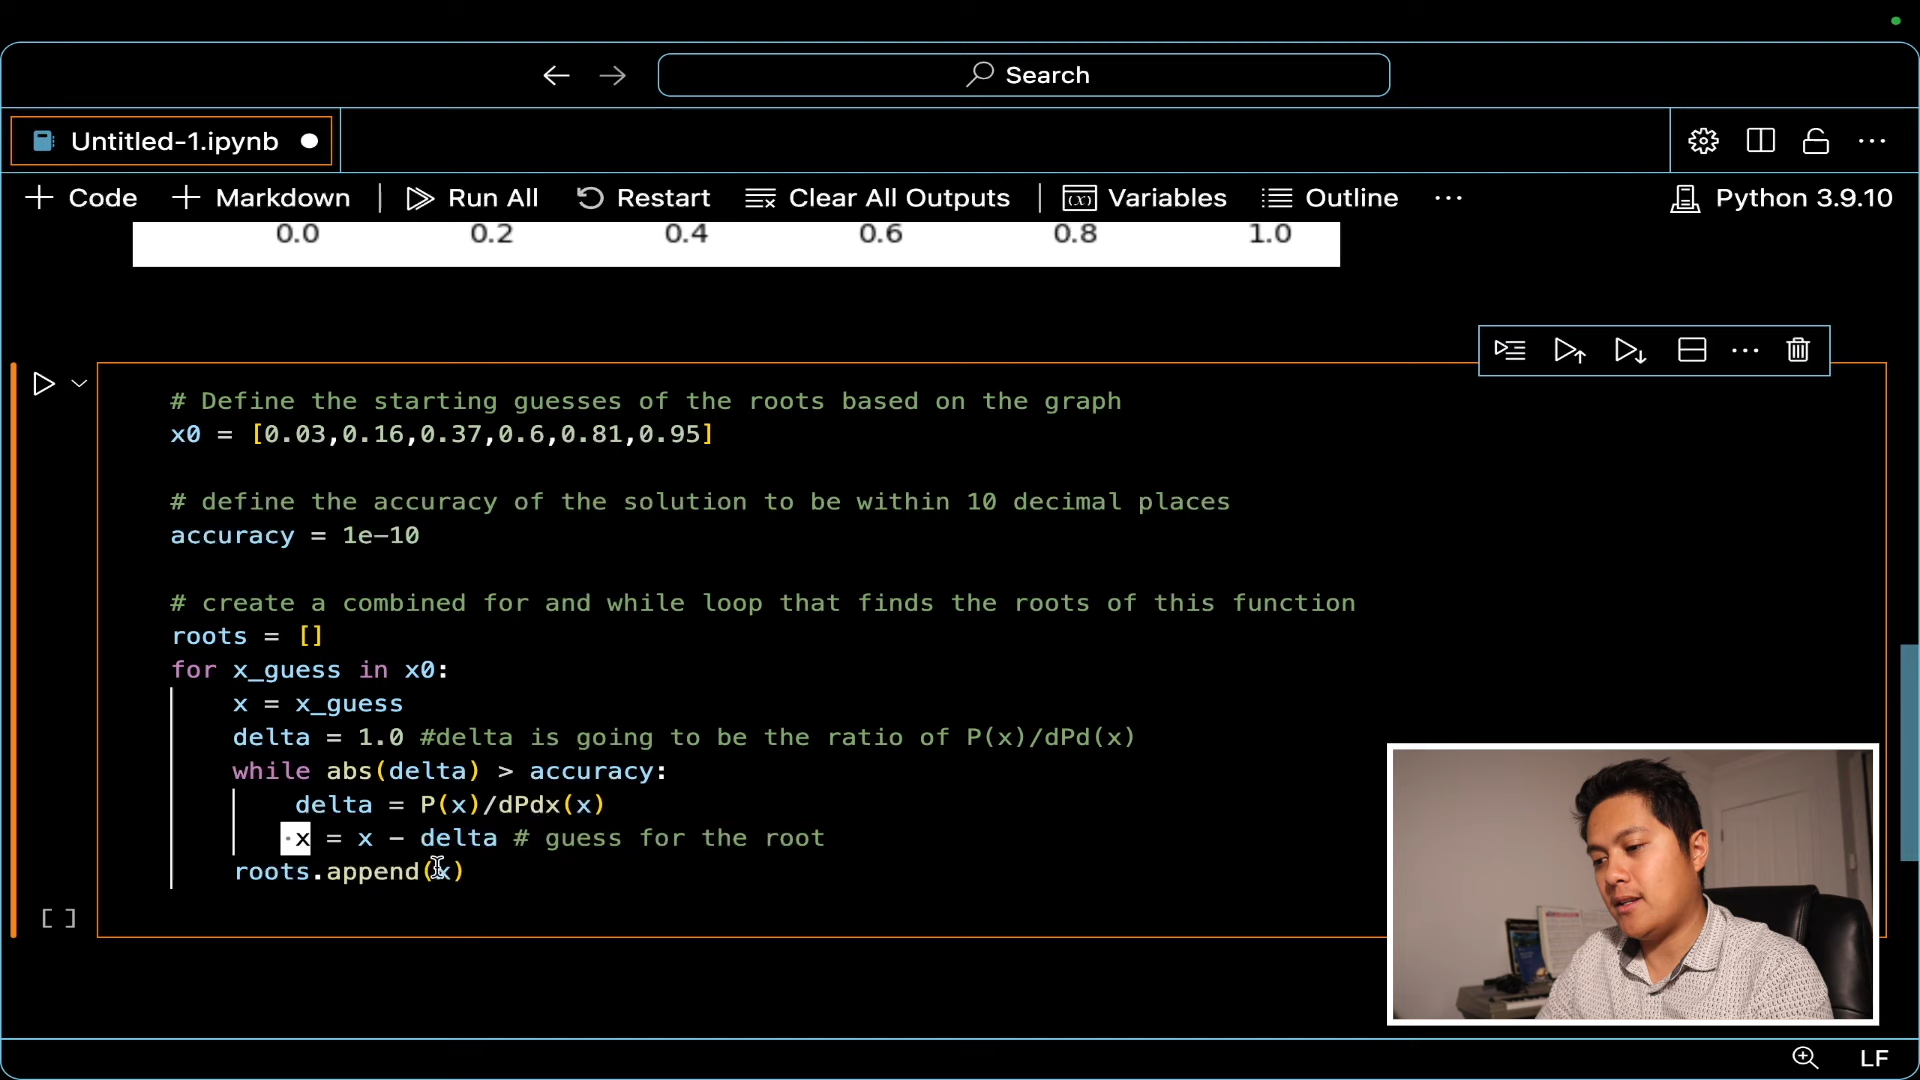 Search
Untitled-1.ipynb
Code
Markdown
Run All
Restart
Clear All Outputs
Variables
Outline
...
Python 3.9.10
0.0 0.2 0.4 0.6 0.8 1.0
# Define the starting guesses of the roots based on the graph
x0 = [0.03,0.16,0.37,0.6,0.81,0.95]
# define the accuracy of the solution to be within 10 decimal places
accuracy = 1e-10
# create a combined for and while loop that finds the roots of this function
roots = []
for x_guess in x0:
    x = x_guess
    delta = 1.0 #delta is going to be the ratio of P(x)/dPd(x)
    while abs(delta) > accuracy:
        delta = P(x)/dPdx(x)
        x = x - delta # guess for the root
    roots.append(x)
[ ]
LF